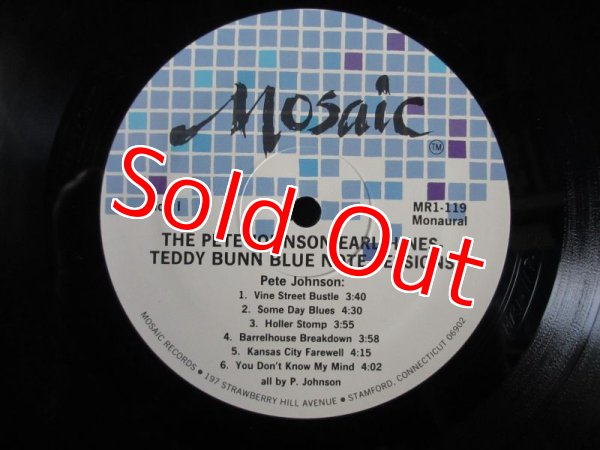 Mosaic
TM
MR1-119
Monaural
Sold Out
THE PETE JOHNSON EARL HINES
TEDDY BUNN BLUE NOTE SESSIONS
Pete Johnson:
1. Vine Street Bustle 3:40
2. Some Day Blues 4:30
3. Holler Stomp 3:55
4. Barrelhouse Breakdown 3:58
5. Kansas City Farewell 4:15
6. You Don't Know My Mind 4:02
all by P. Johnson
MOSAIC RECORDS • 197 STRAWBERRY HILL AVENUE • STAMFORD, CONNECTICUT 06902